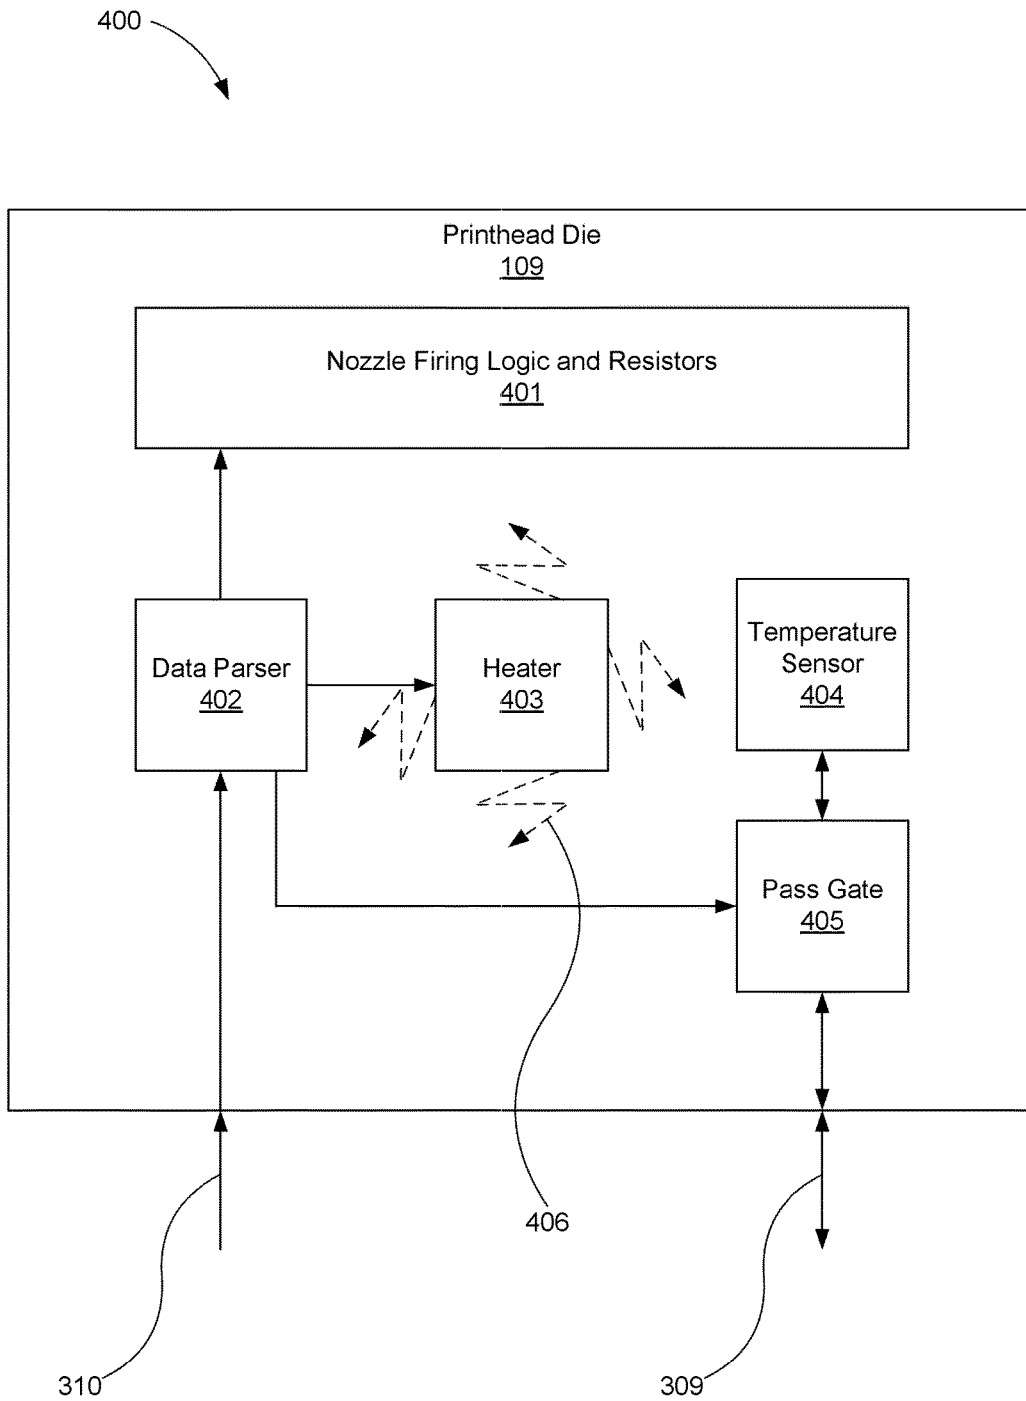 400
Printhead Die
109
Nozzle Firing Logic and Resistors
401
Data Parser
402
Heater
403
Temperature
Sensor
404
Pass Gate
405
406
310
309